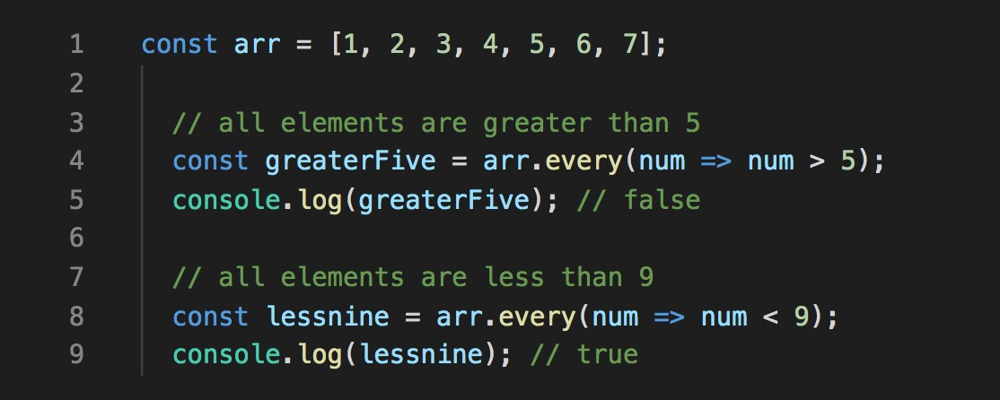 1 const arr = [1, 2, 3, 4, 5, 6, 7];
2
3 // all elements are greater than 5
4 const greaterFive = arr.every(num => num > 5);
5 console.log(greaterFive); // false
6
7 // all elements are less than 9
8 const lessnine = arr.every(num => num < 9);
9 console.log(lessnine); // true